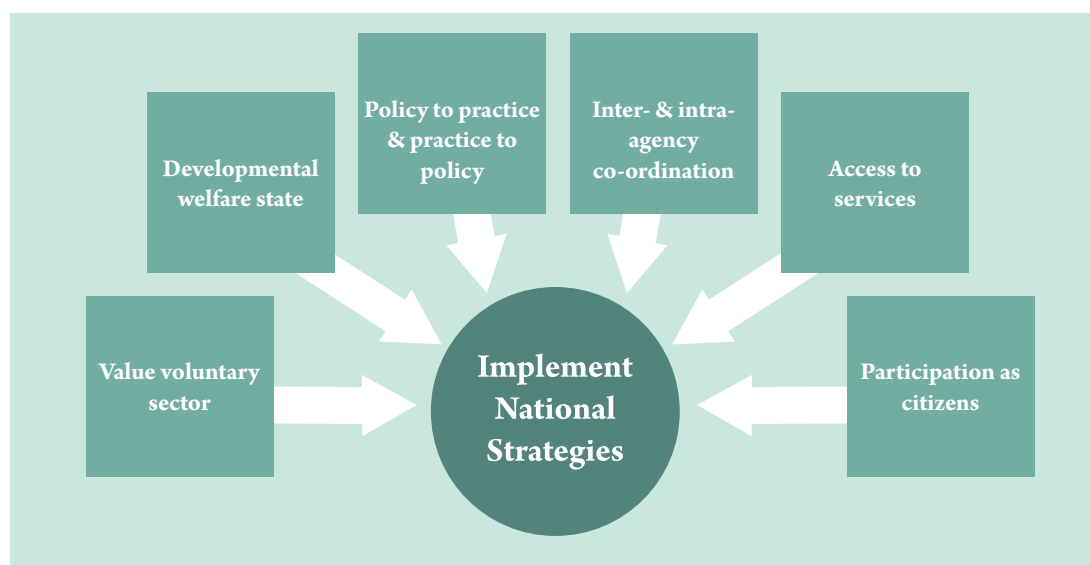 Policy to practice
& practice to
policy
Inter- & intra-
agency
co-ordination
Developmental
welfare state
Access to
services
Value voluntary
sector
Implement
National
Strategies
Participation as
citizens